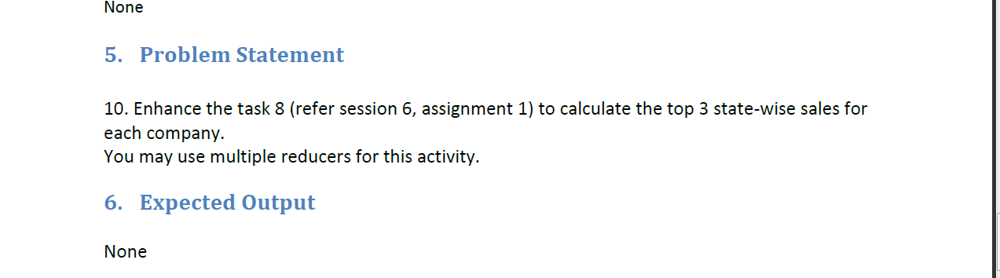 None
5. Problem Statement
10. Enhance the task 8 (refer session 6, assignment 1) to calculate the top 3 state-wise sales for
each company.
You may use multiple reducers for this activity.
6. Expected Output
None